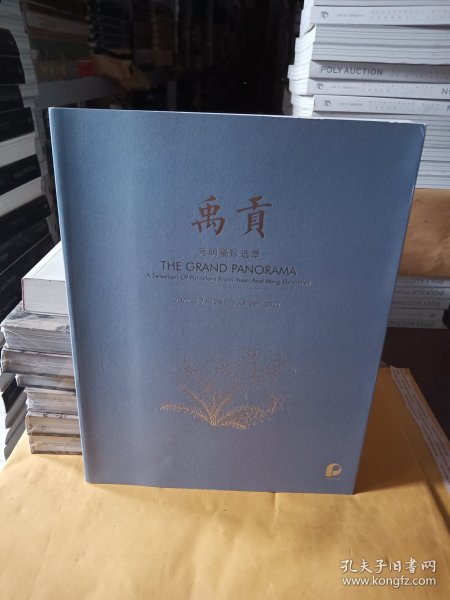 POLY AUCTION
禹贡
元明瓷珍选萃
THE GRAND PANORAMA
A Selection Of Porcelain From Yuan And Ming Dynasties
孔夫子旧书网
www.kongfz.com